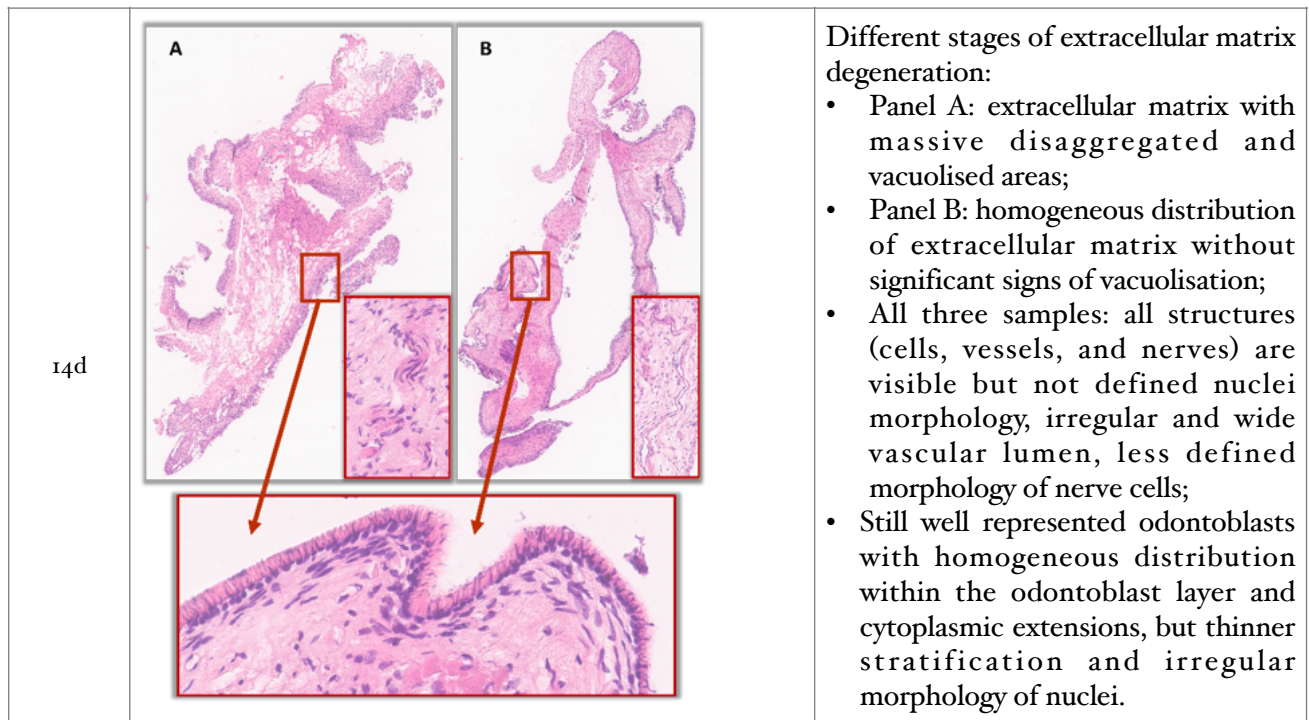 14d
A
B
Different stages of extracellular matrix
degeneration:
• Panel A: extracellular matrix with
massive disaggregated and
vacuolised areas;
• Panel B: homogeneous distribution
of extracellular matrix without
significant signs of vacuolisation;
• All three samples: all structures
(cells, vessels, and nerves) are
visible but not defined nuclei
morphology, irregular and wide
vascular lumen, less defined
morphology of nerve cells;
• Still well represented odontoblasts
with homogeneous distribution
within the odontoblast layer and
cytoplasmic extensions, but thinner
stratification and irregular
morphology of nuclei.